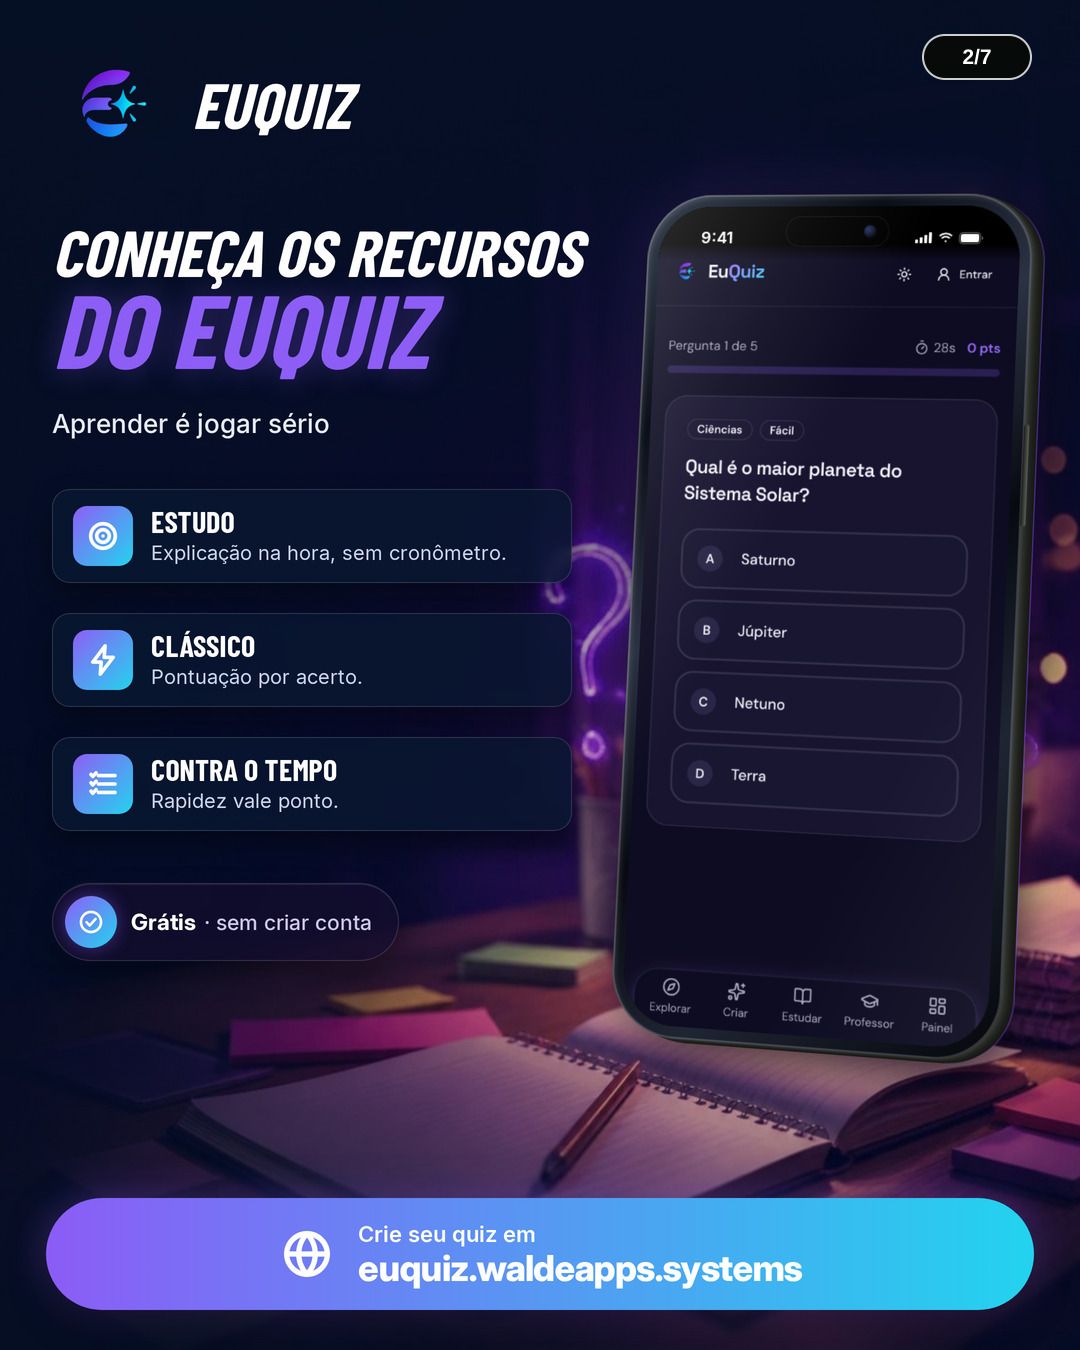 2/7
EUQUIZ
CONHEÇA OS RECURSOS
DO EUQUIZ
Aprender é jogar sério
ESTUDO
Explicação na hora, sem cronômetro.
CLÁSSICO
Pontuação por acerto.
CONTRA O TEMPO
Rapidez vale ponto.
Grátis · sem criar conta
9:41
EuQuiz
Entrar
Pergunta 1 de 5
28s 0 pts
Ciências Fácil
Qual é o maior planeta do
Sistema Solar?
A Saturno
B Júpiter
C Netuno
D Terra
Explorar Criar Estudar Professor Painel
Crie seu quiz em
euquiz.waldeapps.systems